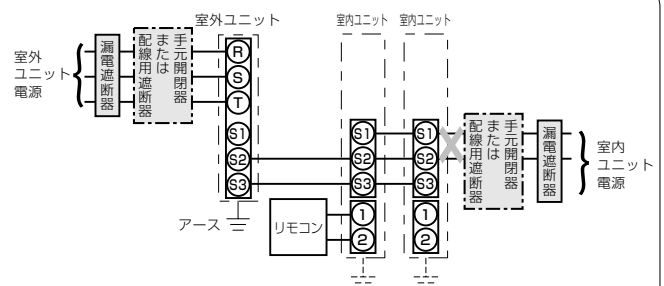 室外ユニット
室内ユニット
室内ユニット
室外
ユニット
電源
漏電遮断器
手元開閉器
または
配線用遮断器
R
S
T
S1
S2
S3
アース
リモコン
S1
S2
S3
1
2
S1
S2
S3
1
2
手元開閉器
または
配線用遮断器
漏電遮断器
室内
ユニット
電源